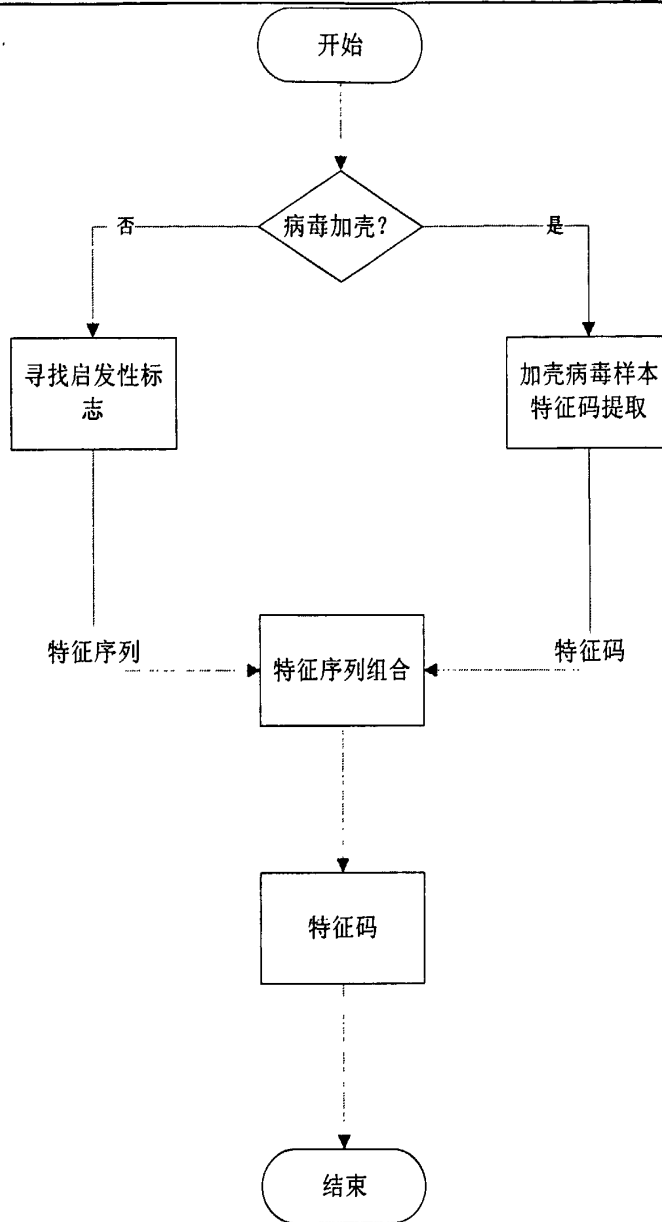 开始
病毒加壳？
否
是
寻找启发性标
志
加壳病毒样本
特征码提取
特征序列
特征序列组合
特征码
特征码
结束